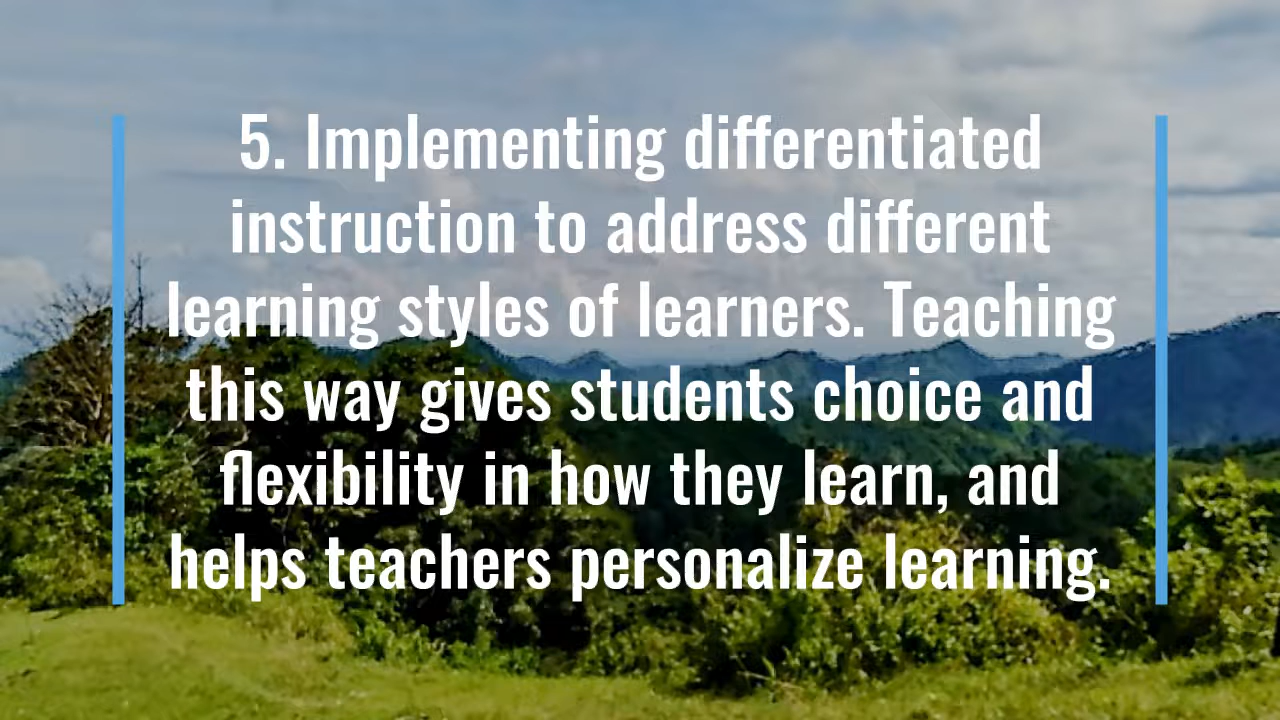 5. Implementing differentiated
instruction to address different
learning styles of learners. Teaching
this way gives students choice and
flexibility in how they learn, and
helps teachers personalize learning.